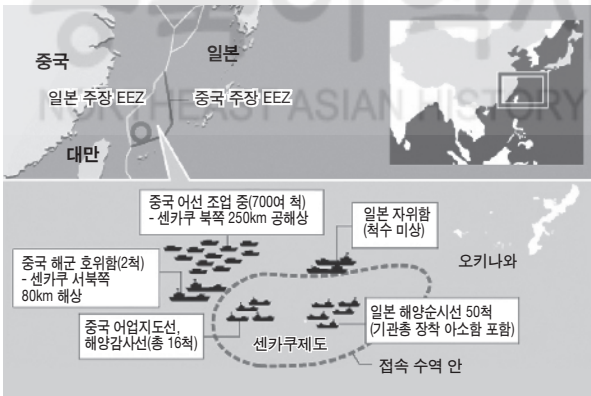 중국
일본
일본 주장 EEZ
중국 주장 EEZ
대만
NORTHEAST ASIAN HISTORY
중국 어선 조업 중(700여 척)
- 센카쿠 북쪽 250km 공해상
일본 자위함
(척수 미상)
오키나와
중국 해군 호위함(2척)
- 센카쿠 서북쪽
80km 해상
중국 어업지도선,
해양감사선(총 16척)
센카쿠제도
일본 해양순시선 50척
(기관총 장착 아소함 포함)
접속 수역 안